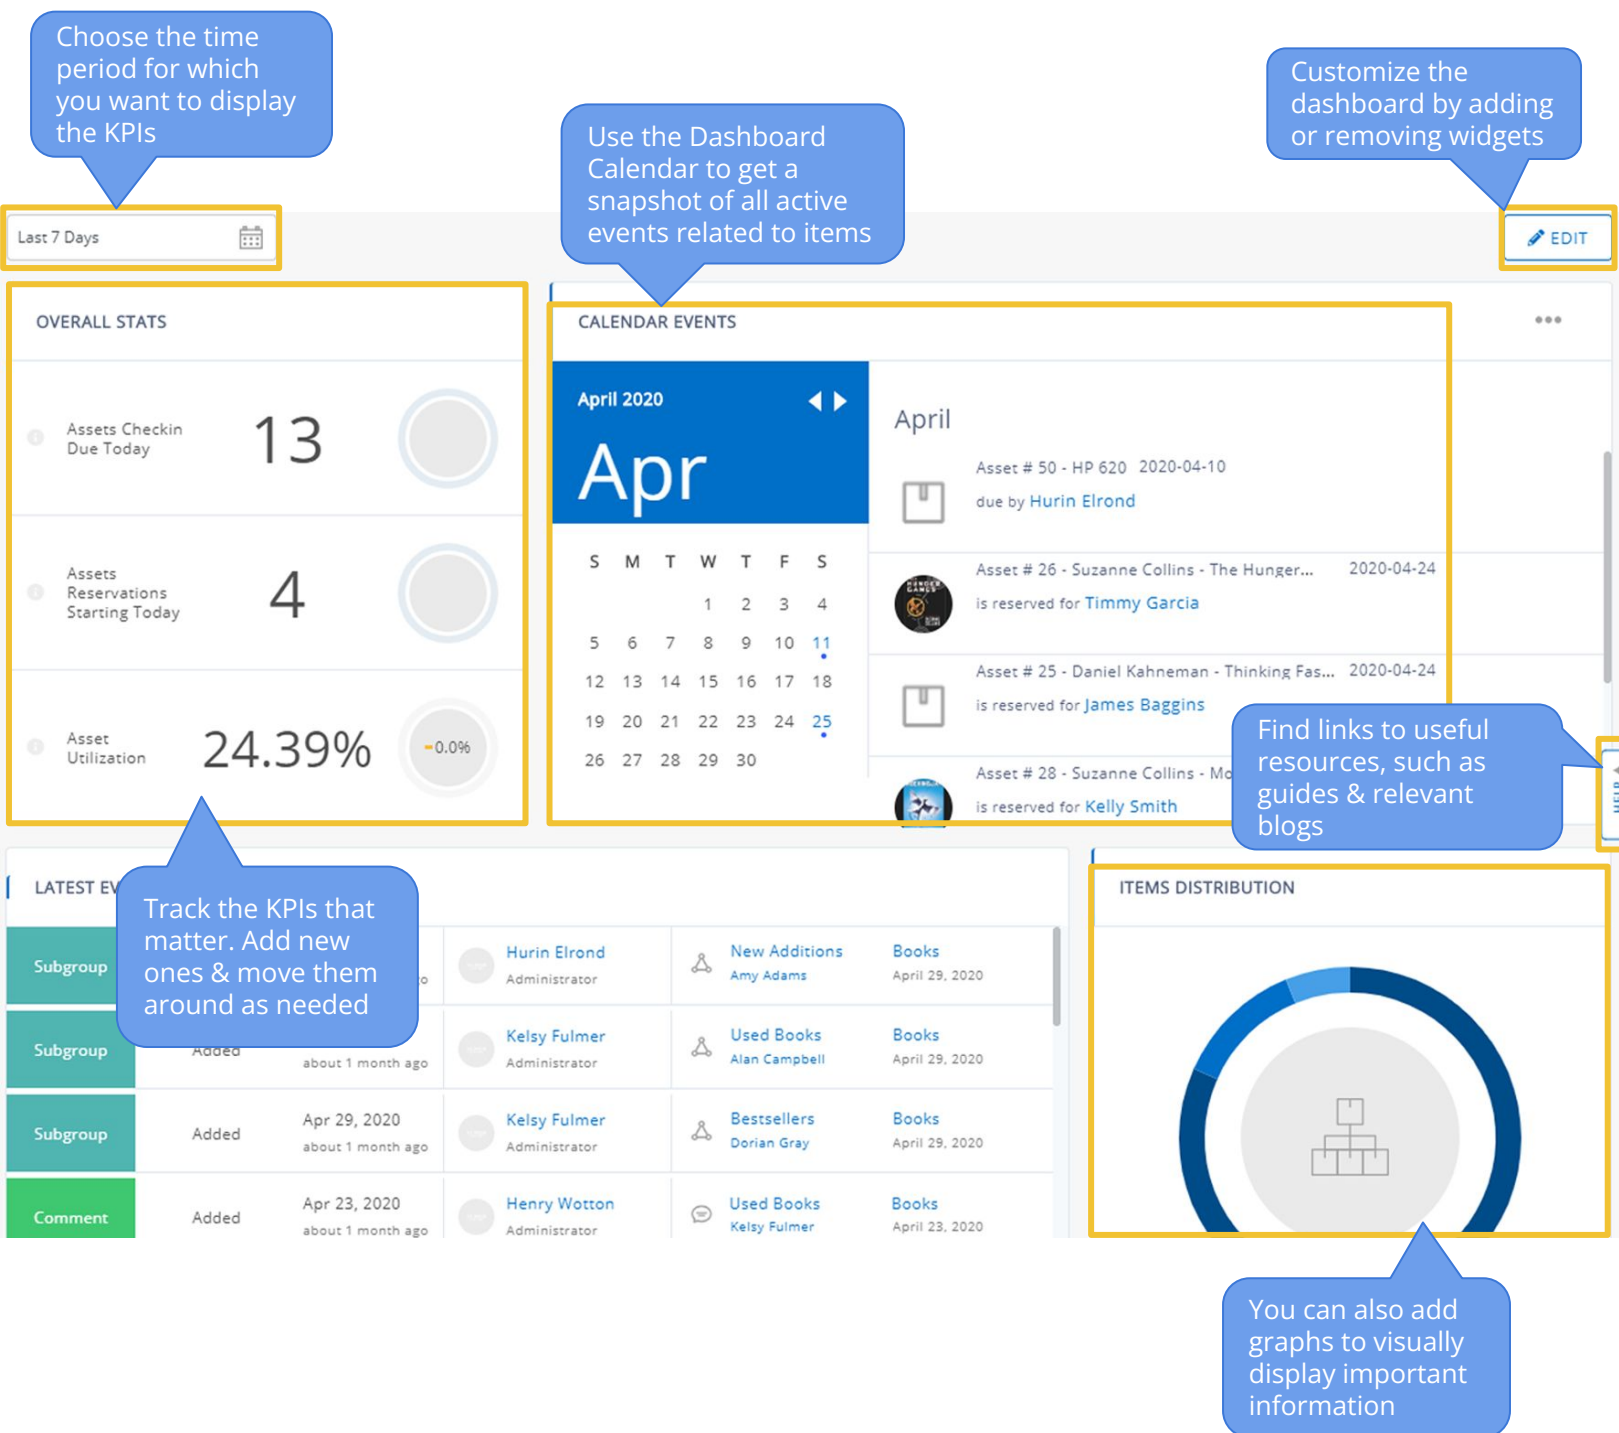 Choose the time
period for which
you want to display
the KPIs
Use the Dashboard
Calendar to get a
snapshot of all active
events related to items
Customize the
dashboard by adding
or removing widgets
Last 7 Days
EDIT
OVERALL STATS
Assets Checkin
Due Today
13
Assets
Reservations
Starting Today
4
Asset
Utilization
24.39%
-0.0%
Track the KPIs that
matter. Add new
ones & move them
around as needed
CALENDAR EVENTS
April 2020
Apr
S M T W T F S
1 2 3 4
5 6 7 8 9 10 11
12 13 14 15 16 17 18
19 20 21 22 23 24 25
26 27 28 29 30
April
Asset # 50 - HP 620 2020-04-10
due by Hurin Elrond
Asset # 26 - Suzanne Collins - The Hunger... 2020-04-24
is reserved for Timmy Garcia
Asset # 25 - Daniel Kahneman - Thinking Fas... 2020-04-24
is reserved for James Baggins
Asset # 28 - Suzanne Collins - Mo
is reserved for Kelly Smith
Find links to useful
resources, such as
guides & relevant
blogs
LATEST EV
Subgroup
Hurin Elrond
Administrator
New Additions
Amy Adams
Books
April 29, 2020
Subgroup
Added
about 1 month ago
Kelsy Fulmer
Administrator
Used Books
Alan Campbell
Books
April 29, 2020
Subgroup
Added
Apr 29, 2020
about 1 month ago
Kelsy Fulmer
Administrator
Bestsellers
Dorian Gray
Books
April 29, 2020
Comment
Added
Apr 23, 2020
about 1 month ago
Henry Wotton
Administrator
Used Books
Kelsy Fulmer
Books
April 23, 2020
ITEMS DISTRIBUTION
You can also add
graphs to visually
display important
information